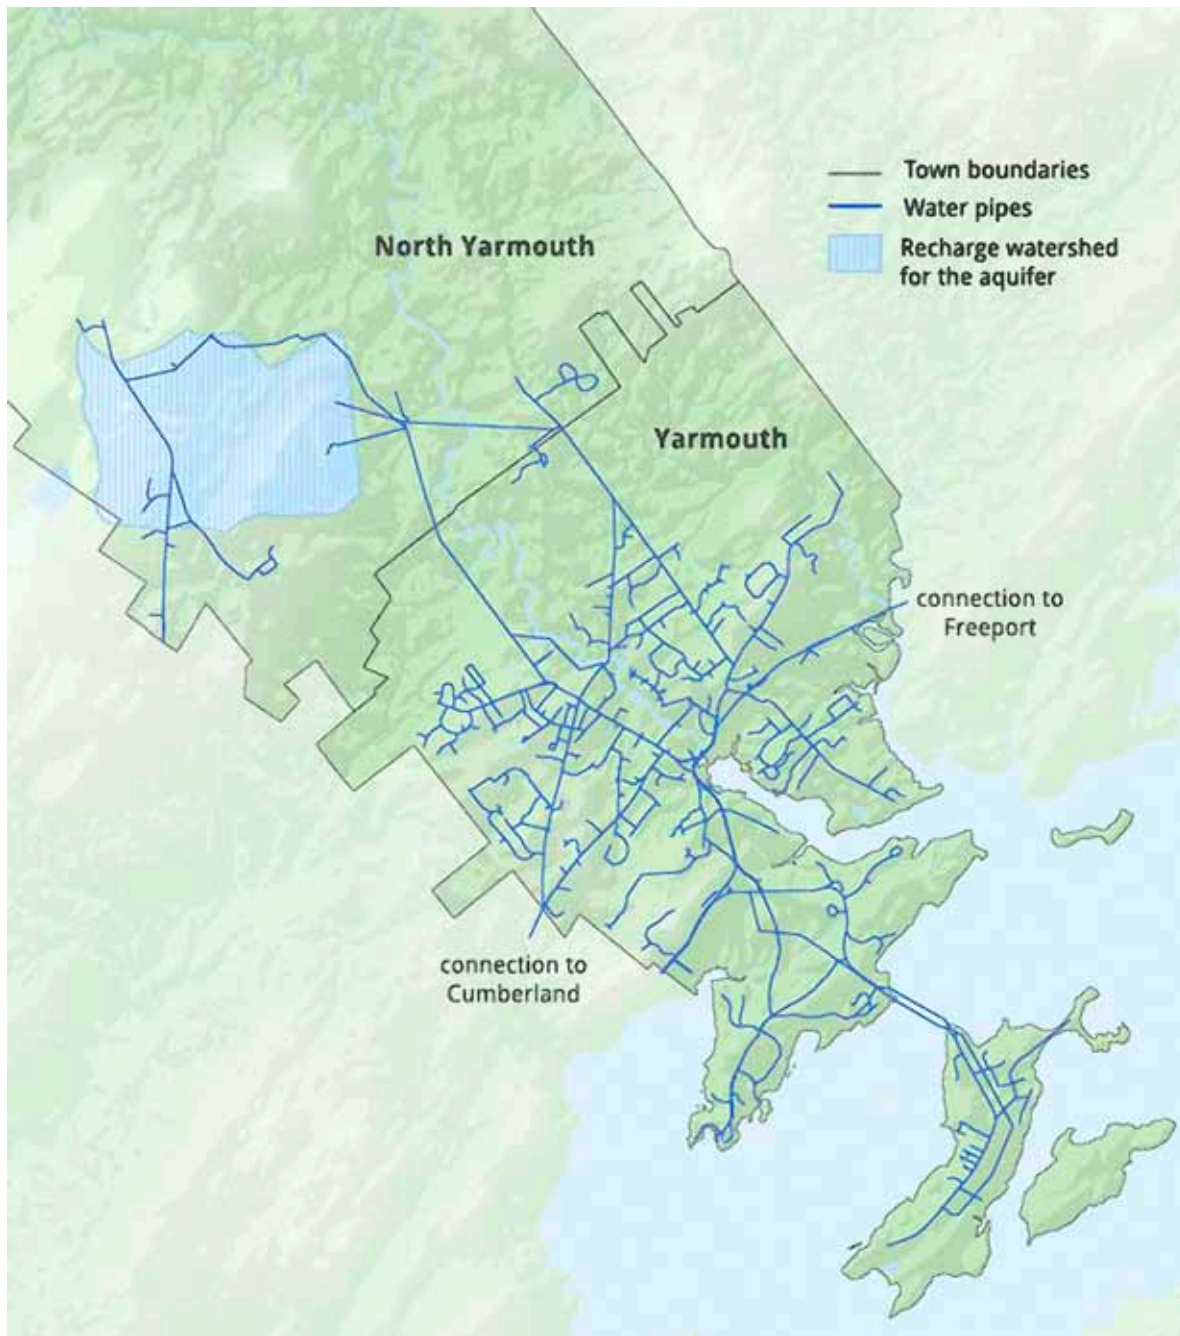 Town boundaries
Water pipes
Recharge watershed
for the aquifer
North Yarmouth
Yarmouth
connection to
Freeport
connection to
Cumberland